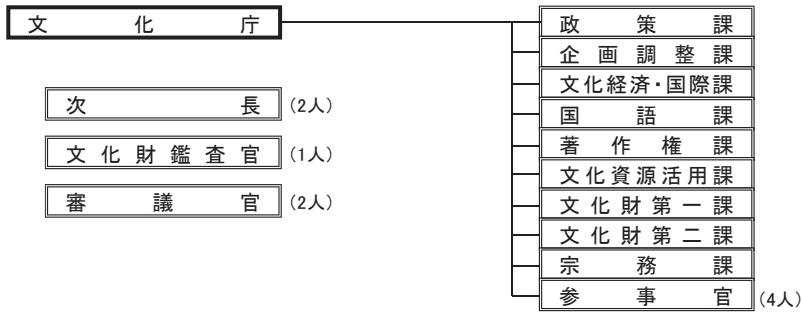 文化庁
次長 (2人)
文化財鑑査官 (1人)
審議官 (2人)
政策課
企画調整課
文化経済・国際課
国語課
著作権課
文化資源活用課
文化財第一課
文化財第二課
宗務課
参事官 (4人)